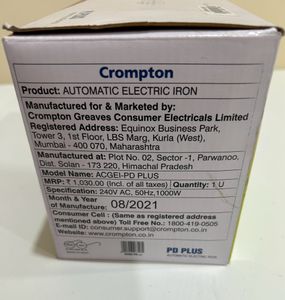 Crompton
Product: AUTOMATIC ELECTRIC IRON
Manufactured for & Marketed by:
Crompton Greaves Consumer Electricals Limited
Registered Address: Equinox Business Park,
Tower 3, 1st Floor, LBS Marg, Kurla (West),
Mumbai - 400 070, Maharashtra
Manufactured at: Plot No. 02, Sector -1, Parwanoo,
Dist. Solan - 173 220, Himachal Pradesh
Model Name: ACGEI-PD PLUS
MRP: ₹ 1,030.00 (Incl. of all taxes) Quantity: 1 U
Specification: 240V AC, 50Hz,1000W
Month & Year
of Manufacture: 08/2021
Consumer Cell : (Same as registered address
mentioned above) Toll Free No.: 1800-419-0505
E-mail ID: consumer.support@crompton.co.in
Website: www.crompton.co.in
PD PLUS
AUTOMATIC ELECTRIC IRON